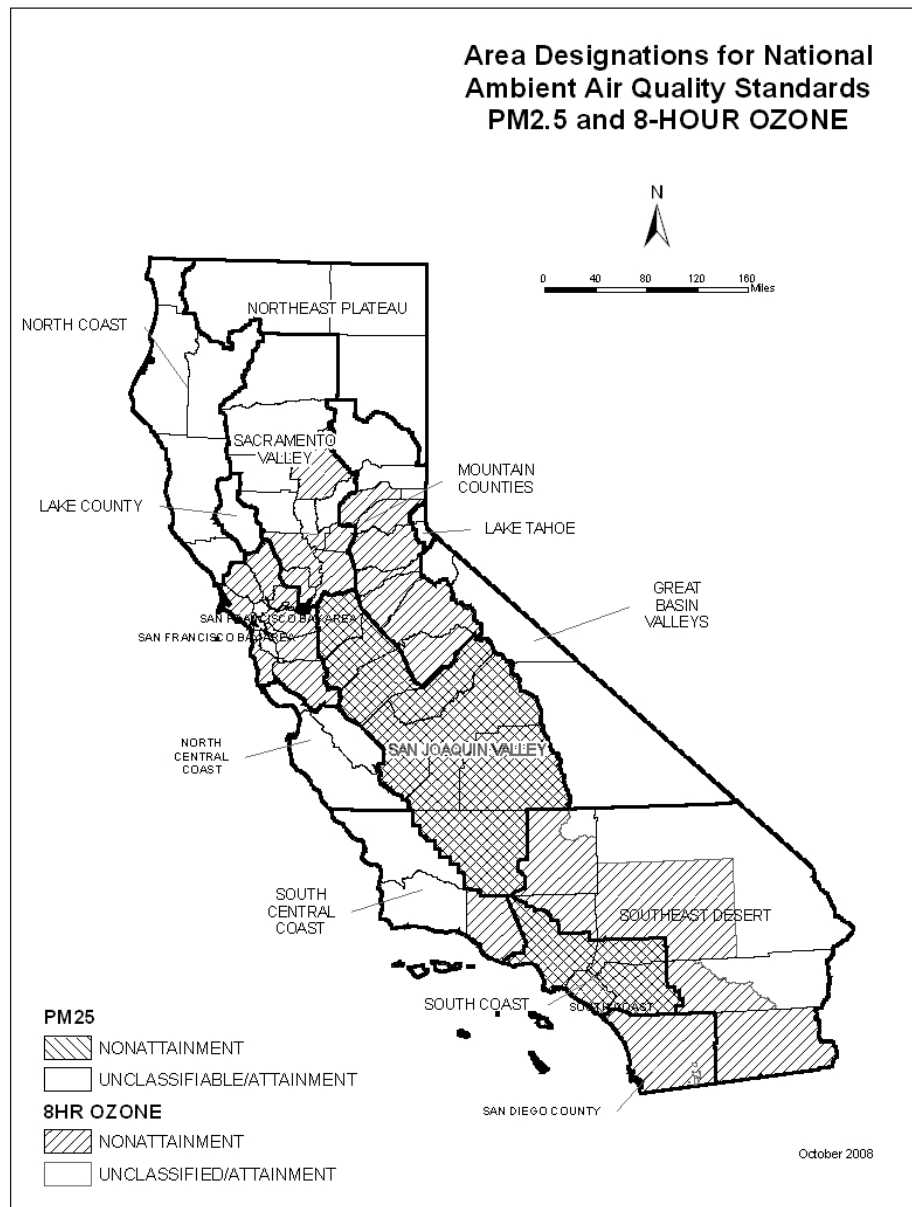 Area Designations for National
Ambient Air Quality Standards
PM2.5 and 8-HOUR OZONE
N
0 40 80 120 160
Miles
NORTHEAST PLATEAU
NORTH COAST
SACRAMENTO
VALLEY
MOUNTAIN
COUNTIES
LAKE COUNTY
LAKE TAHOE
GREAT
BASIN
VALLEYS
SAN FRANCISCO BAY AREA
SAN FRANCISCO BAY AREA
NORTH
CENTRAL
COAST
SAN JOAQUIN VALLEY
SOUTH
CENTRAL
COAST
SOUTHEAST DESERT
SOUTH COAST
SOUTH COAST
SAN DIEGO COUNTY
PM25
NONATTAINMENT
UNCLASSIFIABLE/ATTAINMENT
8HR OZONE
NONATTAINMENT
UNCLASSIFIED/ATTAINMENT
October 2008